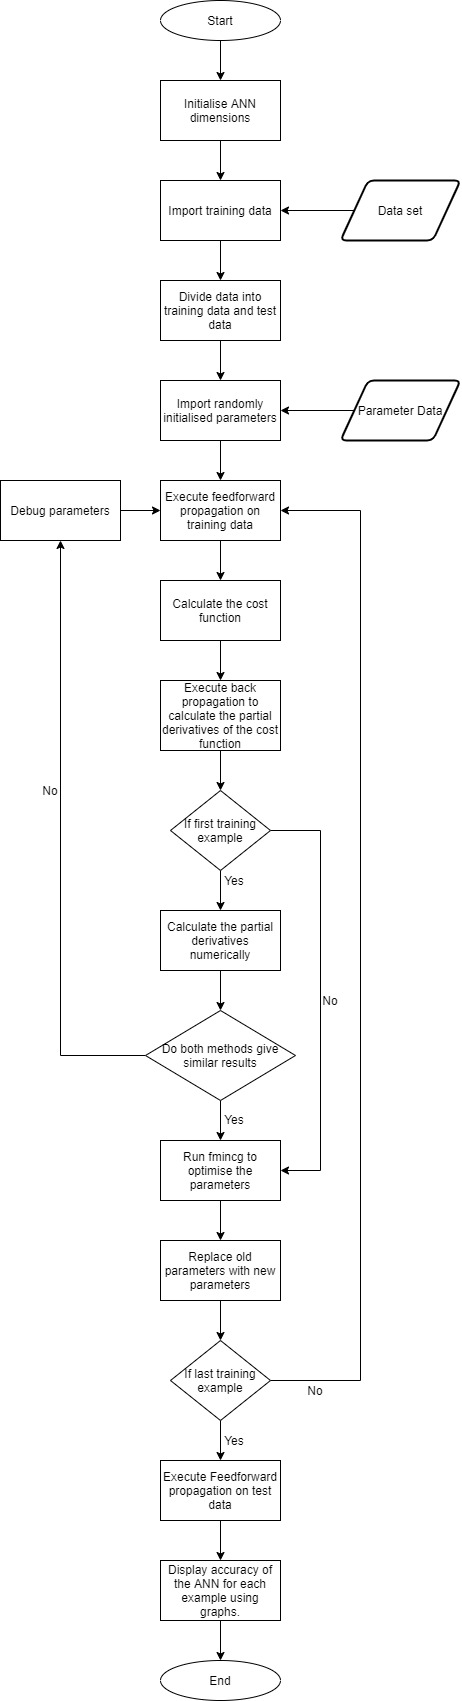 Start
Initialise ANN
dimensions
Import training data
Data set
Divide data into
training data and test
data
Import randomly
initialised parameters
Parameter Data
Debug parameters
Execute feedforward
propagation on
training data
Calculate the cost
function
Execute back
propagation to
calculate the partial
derivatives of the cost
function
No
If first training
example
Yes
Calculate the partial
derivatives
numerically
No
Do both methods give
similar results
Yes
Run fmincg to
optimise the
parameters
Replace old
parameters with new
parameters
If last training
example
No
Yes
Execute Feedforward
propagation on test
data
Display accuracy of
the ANN for each
example using
graphs.
End